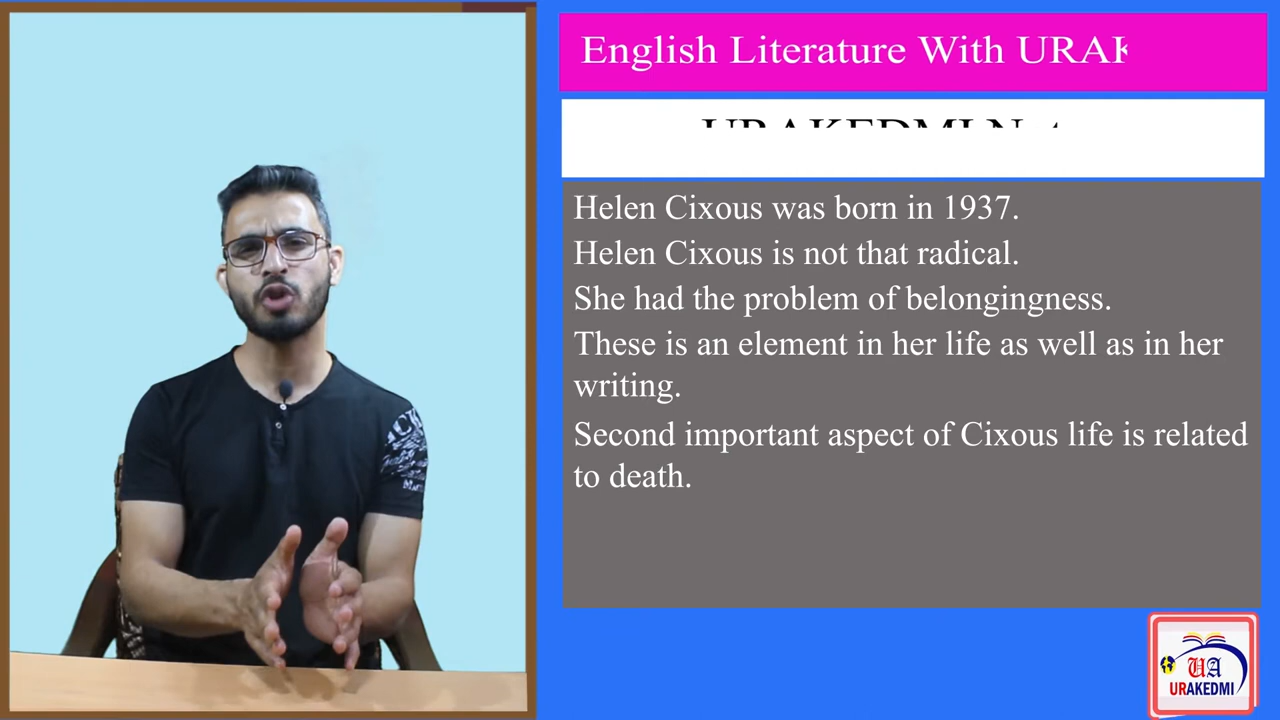 English Literature With URAK
URAKEDMI N
Helen Cixous was born in 1937.
Helen Cixous is not that radical.
She had the problem of belongingness.
These is an element in her life as well as in her
writing.
Second important aspect of Cixous life is related
to death.
UA
URAKEDMI